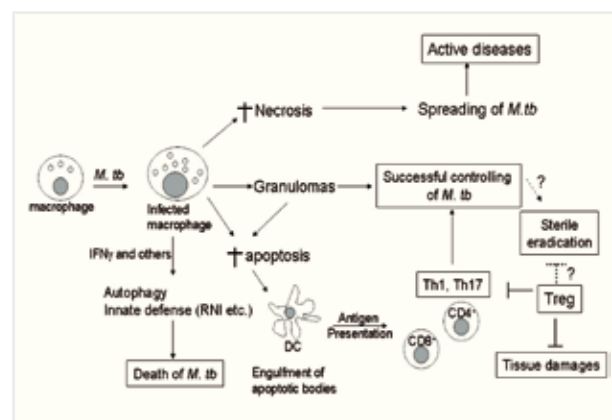 Active diseases
✝Necrosis
Spreading of M.tb
M. tb
macrophage
Infected
macrophage
Granulomas
Successful controlling
of M. tb
?
Sterile
eradication
IFNγ and others
✝apoptosis
?
Th1, Th17
Treg
Autophagy
Innate defense (RNI etc.)
DC
Antigen
Presentation
CD4⁺
CD8⁺
Death of M. tb
Engulfment of
apoptotic bodies
Tissue damages